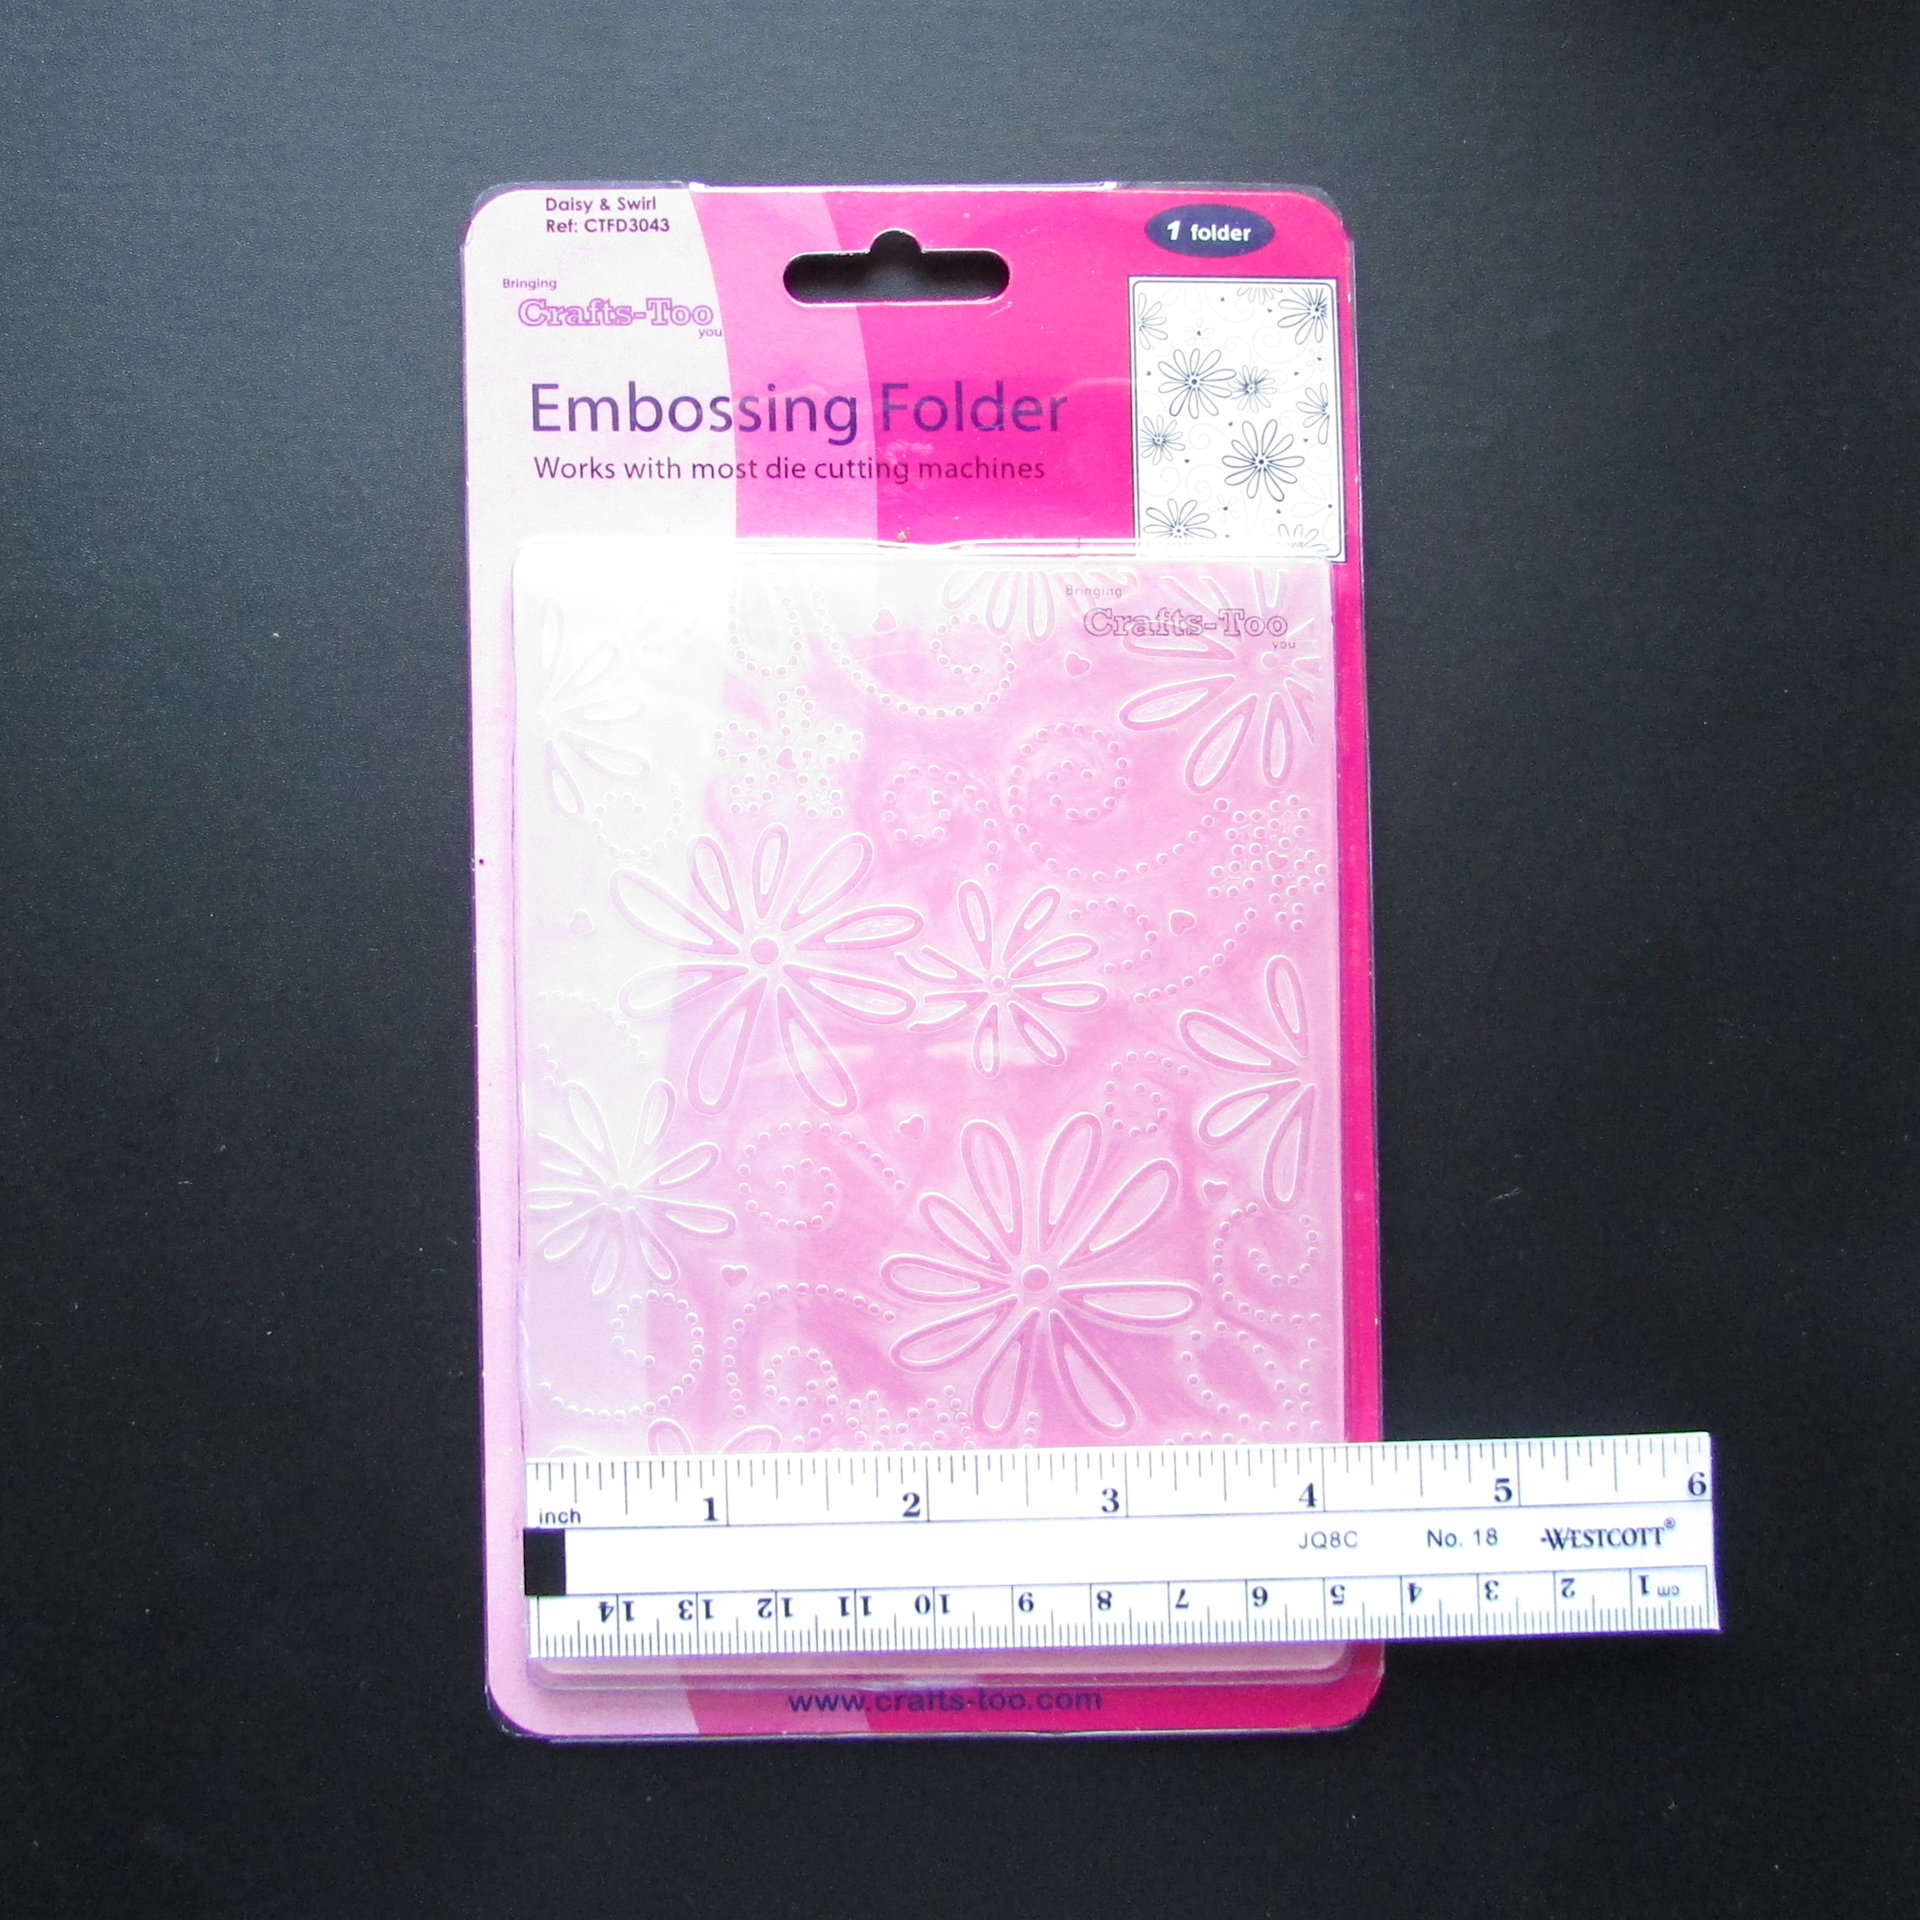 Daisy & Swirl
Ref: CTFD3043
1 folder
Bringing
Crafts-Too
you
Embossing Folder
Works with most die cutting machines
Bringing
Crafts-Too
you
inch 1 2 3 4 5 6
JQ8C No. 18 WESTCOTT®
14 13 12 11 10 9 8 7 6 5 4 3 2 1 cm
www.crafts-too.com